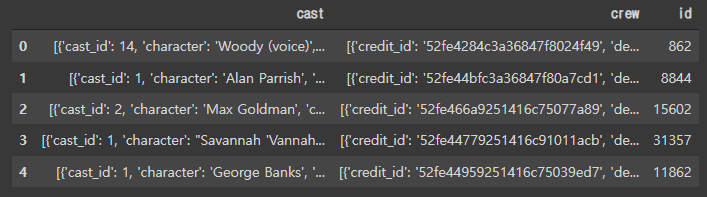 cast crew id
0 [{'cast_id': 14, 'character': 'Woody (voice)',... [{'credit_id': '52fe4284c3a36847f8024f49', 'de... 862
1 [{'cast_id': 1, 'character': 'Alan Parrish', '... [{'credit_id': '52fe44bfc3a36847f80a7cd1', 'de... 8844
2 [{'cast_id': 2, 'character': 'Max Goldman', 'c... [{'credit_id': '52fe466a9251416c75077a89', 'de... 15602
3 [{'cast_id': 1, 'character': "Savannah 'Vannah... [{'credit_id': '52fe44779251416c91011acb', 'de... 31357
4 [{'cast_id': 1, 'character': 'George Banks', '... [{'credit_id': '52fe44959251416c75039ed7', 'de... 11862